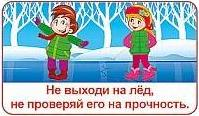 Не выходи на лёд,
не проверяй его на прочность.